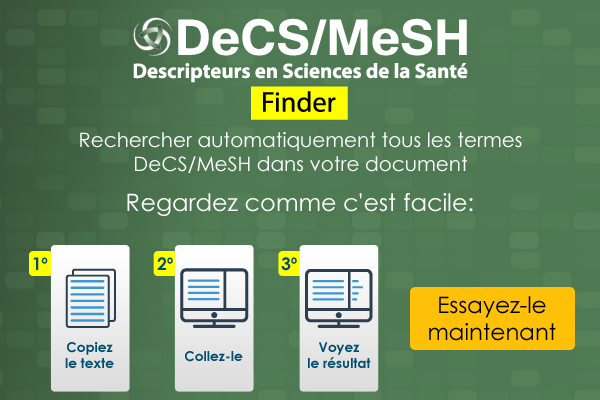 DeCS/MeSH
Descripteurs en Sciences de la Santé
Finder
Rechercher automatiquement tous les termes
DeCS/MeSH dans votre document
Regardez comme c'est facile:
1º
Copiez
le texte
2º
Collez-le
3º
Voyez
le résultat
Essayez-le
maintenant